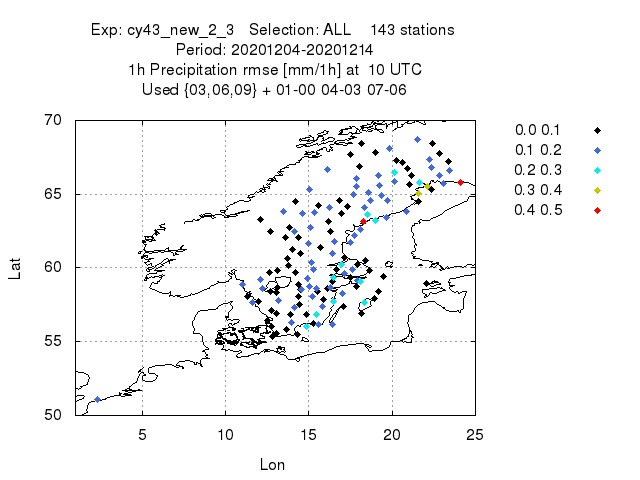 Exp: cy43_new_2_3 Selection: ALL 143 stations
Period: 20201204-20201214
1h Precipitation rmse [mm/1h] at 10 UTC
Used {03,06,09} + 01-00 04-03 07-06
70
65
60
55
50
Lat
5 10 15 20 25
Lon
0.0 0.1
0.1 0.2
0.2 0.3
0.3 0.4
0.4 0.5